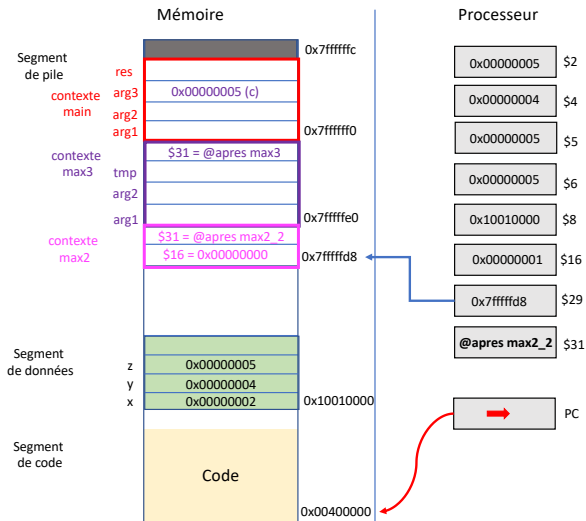 Mémoire
Processeur
0x7ffffffc
Segment
de pile
res
contexte
main
arg3
0x00000005 (c)
arg2
arg1
0x7ffffff0
contexte
max3
$31 = @apres max3
tmp
arg2
arg1
0x7fffffe0
contexte
max2
$31 = @apres max2_2
$16 = 0x00000000
0x7fffffd8
Segment
de données
z
0x00000005
y
0x00000004
x
0x00000002
0x10010000
Segment
de code
Code
0x00400000
0x00000005
$2
0x00000004
$4
0x00000005
$5
0x00000005
$6
0x10010000
$8
0x00000001
$16
0x7fffffd8
$29
@apres max2_2
$31
PC